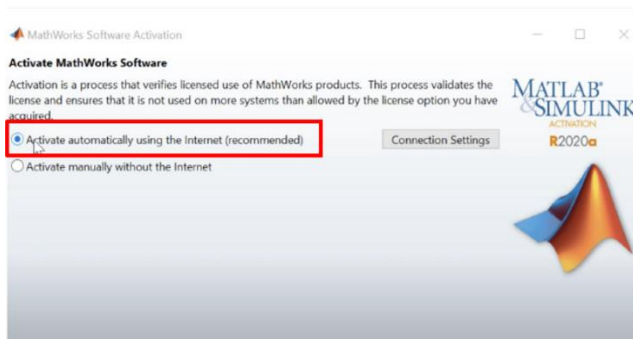 MathWorks Software Activation
Activate MathWorks Software
Activation is a process that verifies licensed use of MathWorks products. This process validates the
license and ensures that it is not used on more systems than allowed by the license option you have
acquired.
Activate automatically using the Internet (recommended)
Connection Settings
Activate manually without the Internet
MATLAB®
&SIMULINK
ACTIVATION
R2020a